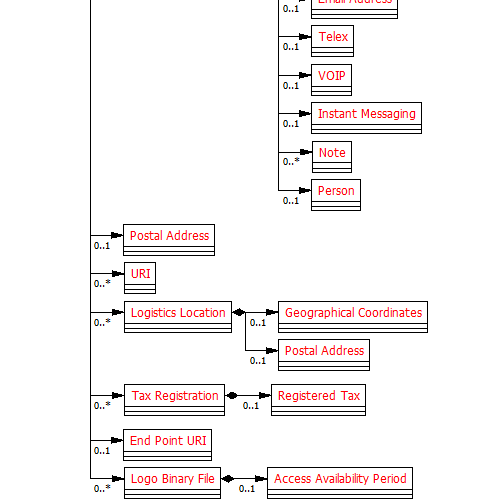 Email Address
0..1
Telex
0..1
VOIP
0..1
Instant Messaging
0..1
Note
0..*
Person
0..1
Postal Address
0..1
URI
0..*
Logistics Location
0..*
Geographical Coordinates
0..1
Postal Address
0..1
Tax Registration
0..*
Registered Tax
0..1
End Point URI
0..1
Logo Binary File
0..*
Access Availability Period
0..1